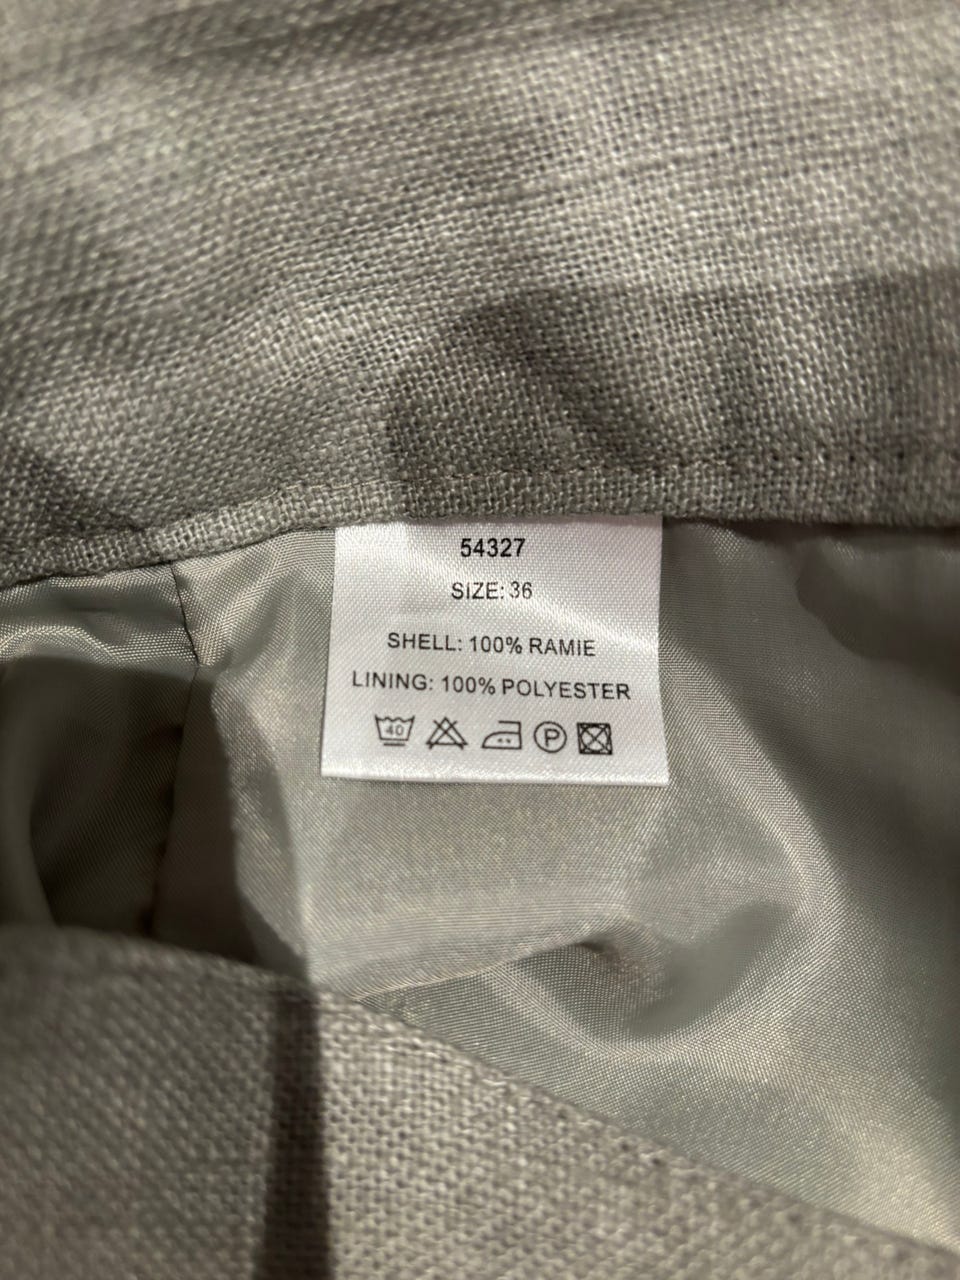 54327
SIZE: 36
SHELL: 100% RAMIE
LINING: 100% POLYESTER
40 P